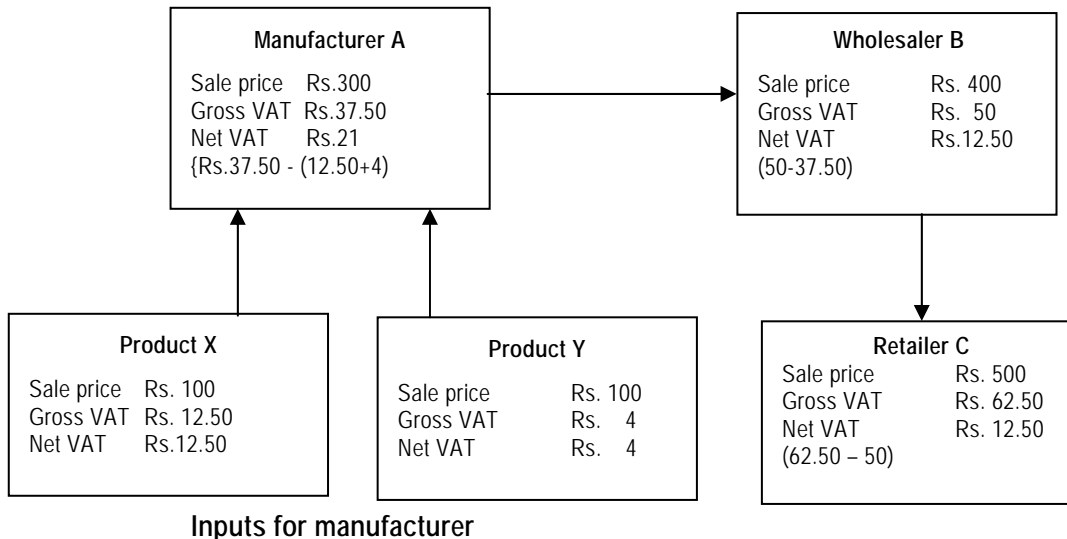 Manufacturer A
Sale price Rs.300
Gross VAT Rs.37.50
Net VAT Rs.21
{Rs.37.50 - (12.50+4)
Wholesaler B
Sale price Rs. 400
Gross VAT Rs. 50
Net VAT Rs.12.50
(50-37.50)
Product X
Sale price Rs. 100
Gross VAT Rs. 12.50
Net VAT Rs.12.50
Product Y
Sale price Rs. 100
Gross VAT Rs. 4
Net VAT Rs. 4
Retailer C
Sale price Rs. 500
Gross VAT Rs. 62.50
Net VAT Rs. 12.50
(62.50 – 50)
Inputs for manufacturer